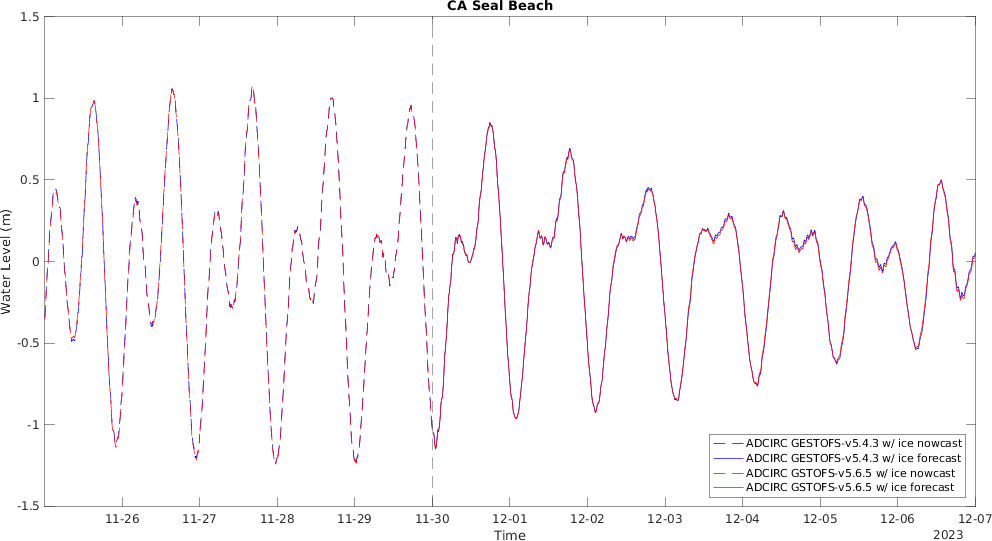 CA Seal Beach
1.5
1
0.5
0
-0.5
-1
-1.5
Water Level (m)
11-26 11-27 11-28 11-29 11-30 12-01 12-02 12-03 12-04 12-05 12-06 12-07
Time
2023
ADCIRC GESTOFS-v5.4.3 w/ ice nowcast
ADCIRC GESTOFS-v5.4.3 w/ ice forecast
ADCIRC GSTOFS-v5.6.5 w/ ice nowcast
ADCIRC GSTOFS-v5.6.5 w/ ice forecast